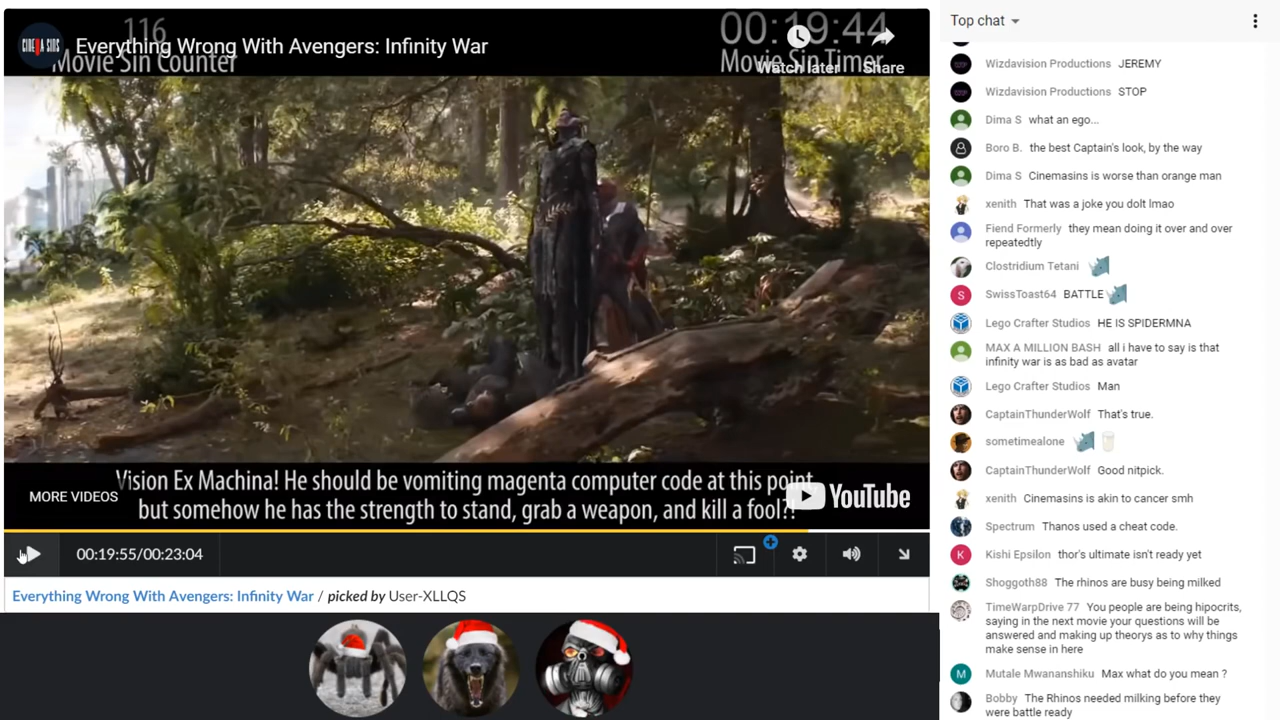 CINEMA SINS
116
Movie Sin Counter
Everything Wrong With Avengers: Infinity War
00:19:44
Movie Sin Timer
Watch later
Share
Vision Ex Machina! He should be vomiting magenta computer code at this point,
but somehow he has the strength to stand, grab a weapon, and kill a fool?!
MORE VIDEOS
YouTube
00:19:55/00:23:04
Everything Wrong With Avengers: Infinity War / picked by User-XLLQS
Top chat
Wizdavision Productions JEREMY
Wizdavision Productions STOP
Dima S what an ego...
Boro B. the best Captain's look, by the way
Dima S Cinemasins is worse than orange man
xenith That was a joke you dolt lmao
Fiend Formerly they mean doing it over and over
repeatedly
Clostridium Tetani
S
SwissToast64 BATTLE
Lego Crafter Studios HE IS SPIDERMNA
MAX A MILLION BASH all i have to say is that
infinity war is as bad as avatar
Lego Crafter Studios Man
CaptainThunderWolf That's true.
sometimealone
CaptainThunderWolf Good nitpick.
xenith Cinemasins is akin to cancer smh
Spectrum Thanos used a cheat code.
K
Kishi Epsilon thor's ultimate isn't ready yet
Shoggoth88 The rhinos are busy being milked
TimeWarpDrive 77 You people are being hipocrits,
saying in the next movie your questions will be
answered and making up theorys as to why things
make sense in here
M
Mutale Mwananshiku Max what do you mean ?
Bobby The Rhinos needed milking before they
were battle ready